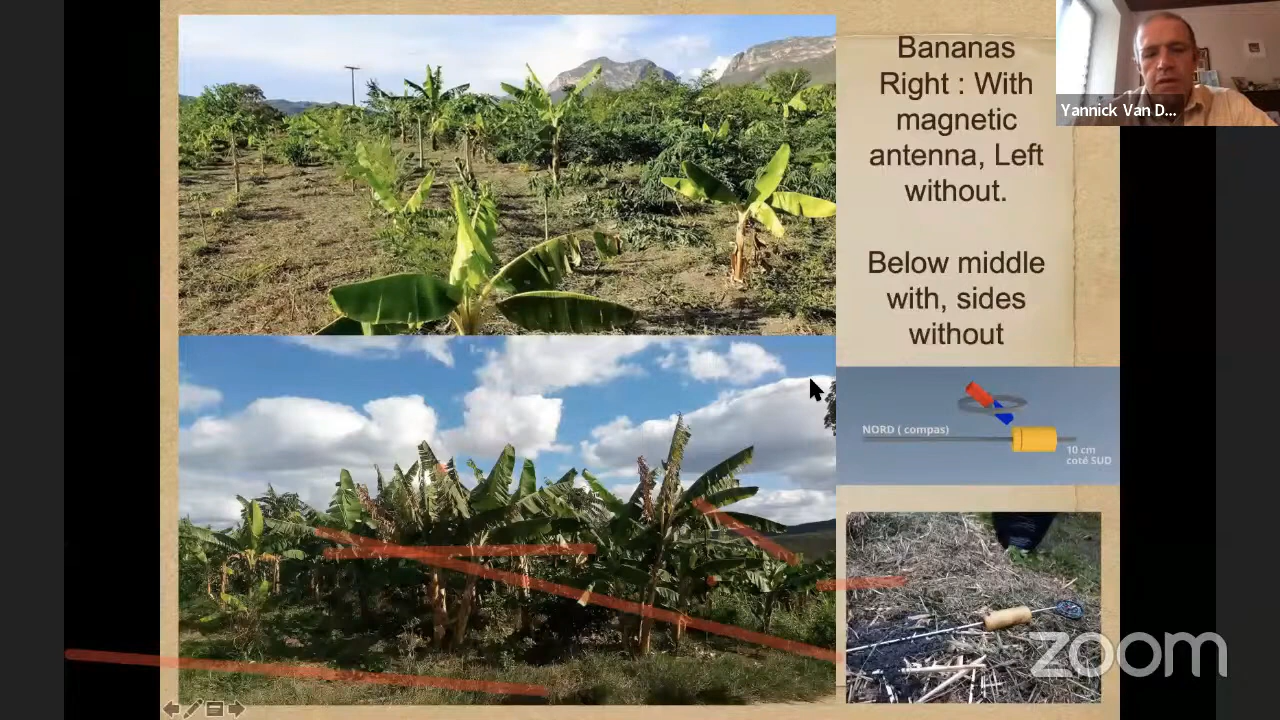 Bananas
Right : With
magnetic
antenna, Left
without.
Below middle
with, sides
without
Yannick Van D...
NORD ( compas)
10 cm
coté SUD
zoom